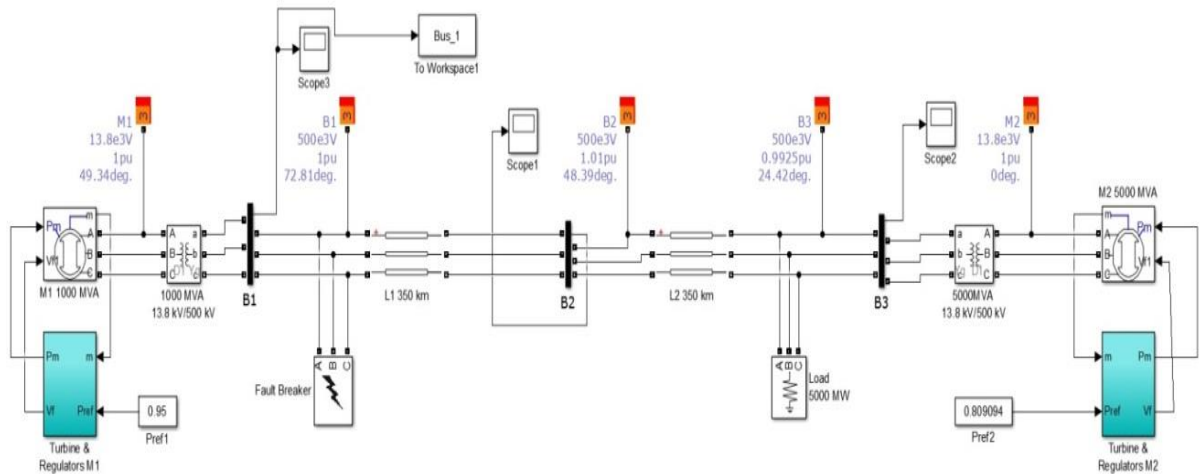 Bus_1
To Workspace1
Scope3
M1
13.8e3V
1pu
49.34deg.
B1
500e3V
1pu
72.81deg.
Scope1
B2
500e3V
1.01pu
48.39deg.
B3
500e3V
0.9925pu
24.42deg.
Scope2
M2
13.8e3V
1pu
0deg.
M2 5000 MVA
Pm
m
A
Vf1
B
C
M1 1000 MVA
A
a
B
b
C
c
1000 MVA
13.8 kV/500 kV
B1
L1 350 km
B2
L2 350 km
B3
a
A
b
B
c
C
5000MVA
13.8 kV/500 kV
m
Pm
A
B
Vf1
C
A
B
C
Fault Breaker
A
B
C
Load
5000 MW
Pm
m
Vf
Pref
0.95
Pref1
Turbine &
Regulators M1
0.809094
Pref2
m
Pm
Pref
Vf
Turbine &
Regulators M2